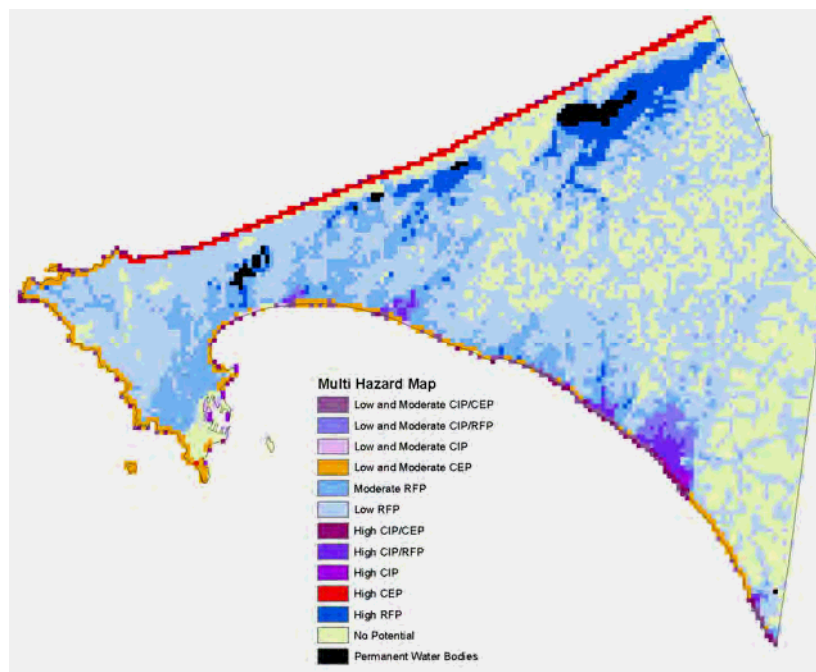 Multi Hazard Map
Low and Moderate CIP/CEP
Low and Moderate CIP/RFP
Low and Moderate CIP
Low and Moderate CEP
Moderate RFP
Low RFP
High CIP/CEP
High CIP/RFP
High CIP
High CEP
High RFP
No Potential
Permanent Water Bodies